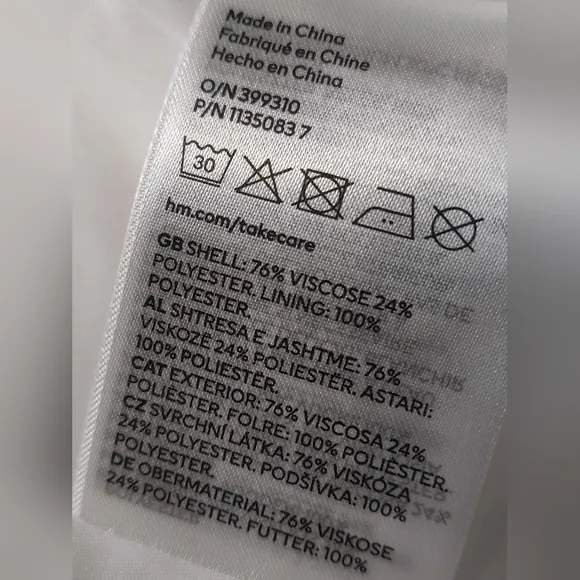 Made in China
Fabriqué en Chine
Hecho en China
O/N 399310
P/N 1135083 7
30
hm.com/takecare
GB SHELL: 76% VISCOSE 24%
POLYESTER. LINING: 100%
POLYESTER.
AL SHTRESA E JASHTME: 76%
VISKOZË 24% POLIESTËR. ASTARI:
100% POLIESTËR.
CAT EXTERIOR: 76% VISCOSA 24%
POLIÈSTER. FOLRE: 100% POLIÈSTER.
CZ SVRCHNÍ LÁTKA: 76% VISKÓZA
24% POLYESTER. PODŠÍVKA: 100%
POLYESTER.
DE OBERMATERIAL: 76% VISKOSE
24% POLYESTER. FUTTER: 100%